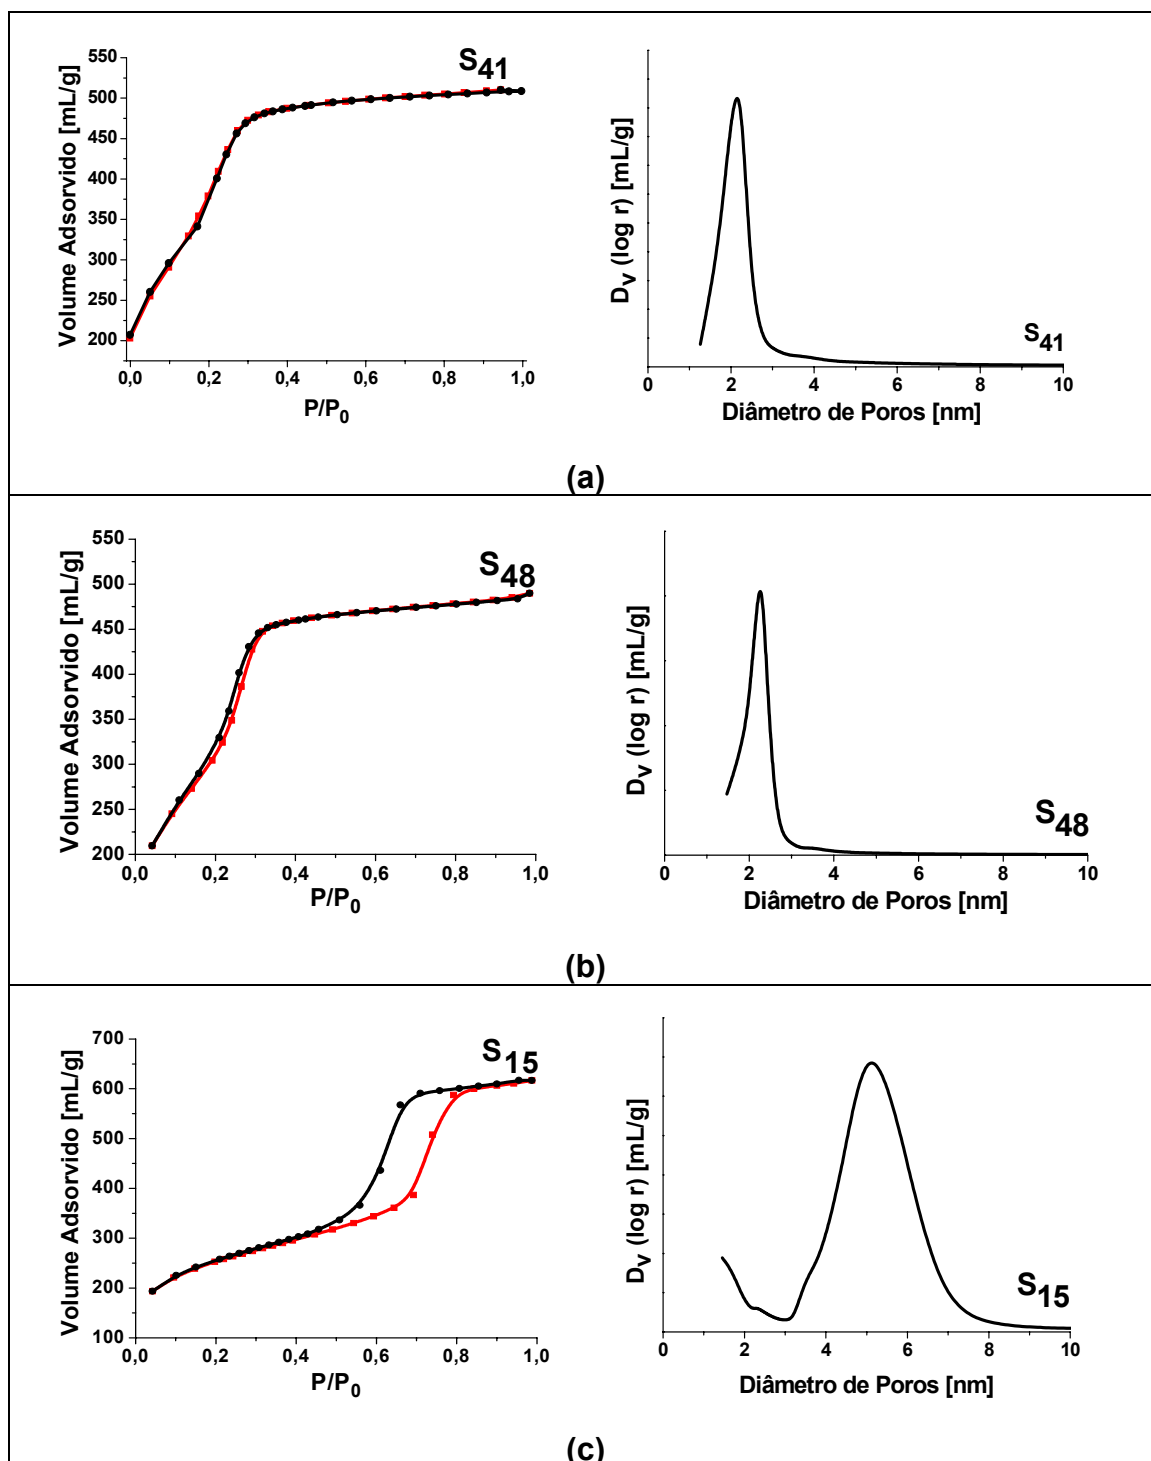 S41
Volume Adsorvido [mL/g]
550
500
450
400
350
300
250
200
0,0 0,2 0,4 0,6 0,8 1,0
P/P0
DV (log r) [mL/g]
S41
0 2 4 6 8 10
Diâmetro de Poros [nm]
(a)
S48
Volume Adsorvido [mL/g]
550
500
450
400
350
300
250
200
0,0 0,2 0,4 0,6 0,8 1,0
P/P0
DV (log r) [mL/g]
S48
0 2 4 6 8 10
Diâmetro de Poros [nm]
(b)
S15
Volume Adsorvido [mL/g]
700
600
500
400
300
200
100
0,0 0,2 0,4 0,6 0,8 1,0
P/P0
DV (log r) [mL/g]
S15
0 2 4 6 8 10
Diâmetro de Poros [nm]
(c)